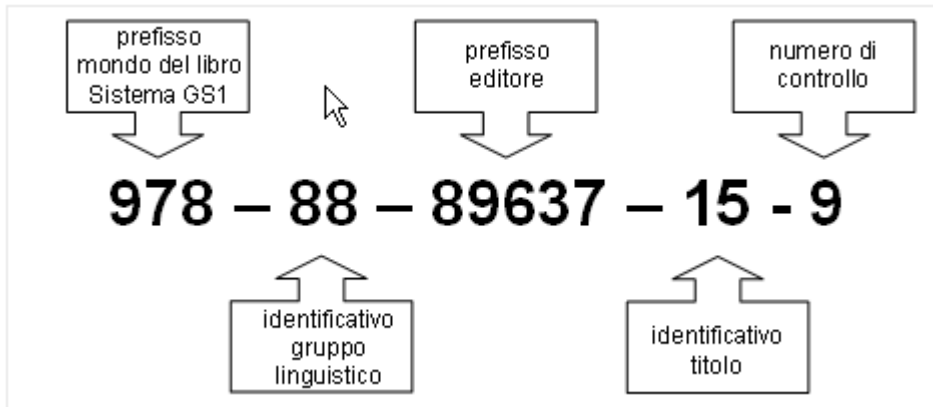 prefisso
mondo del libro
Sistema GS1
prefisso
editore
numero di
controllo
978 – 88 – 89637 – 15 - 9
identificativo
gruppo
linguistico
identificativo
titolo